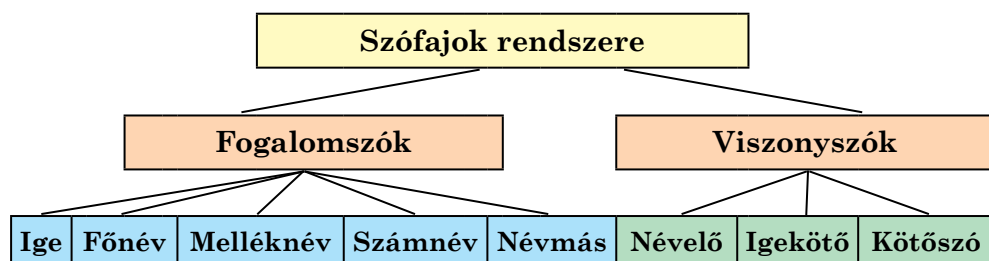 Szófajok rendszere
Fogalomszók Viszonyszók
Ige Főnév Melléknév Számnév Névmás Névelő Igekötő Kötőszó